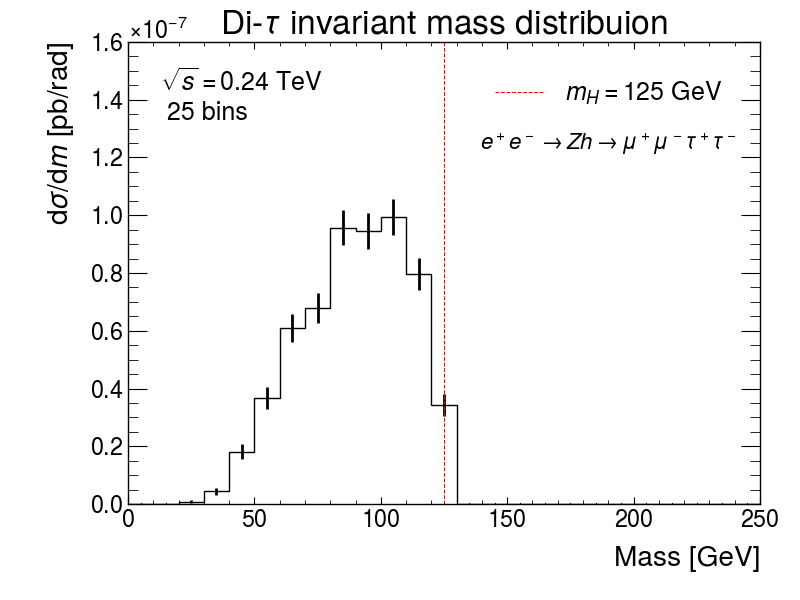 Di-τ invariant mass distribuion
×10⁻⁷
dσ/dm [pb/rad]
1.6
1.4
1.2
1.0
0.8
0.6
0.4
0.2
0.0
√s = 0.24 TeV
25 bins
m_H = 125 GeV
e⁺e⁻ → Zh → μ⁺μ⁻τ⁺τ⁻
0 50 100 150 200 250
Mass [GeV]